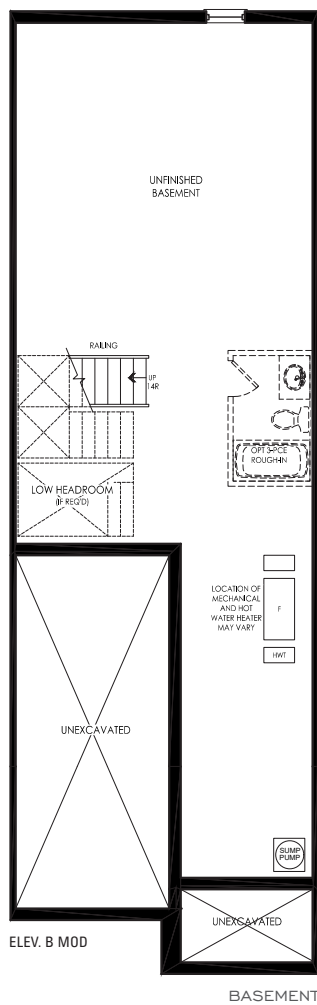 UNFINISHED
BASEMENT
RAILING
UP
14R
OPT 3-PCE
ROUGH-IN
LOW HEADROOM
(IF REQ'D)
LOCATION OF
MECHANICAL
AND HOT
WATER HEATER
MAY VARY
F
HWT
UNEXCAVATED
SUMP
PUMP
UNEXCAVATED
ELEV. B MOD
BASEMENT